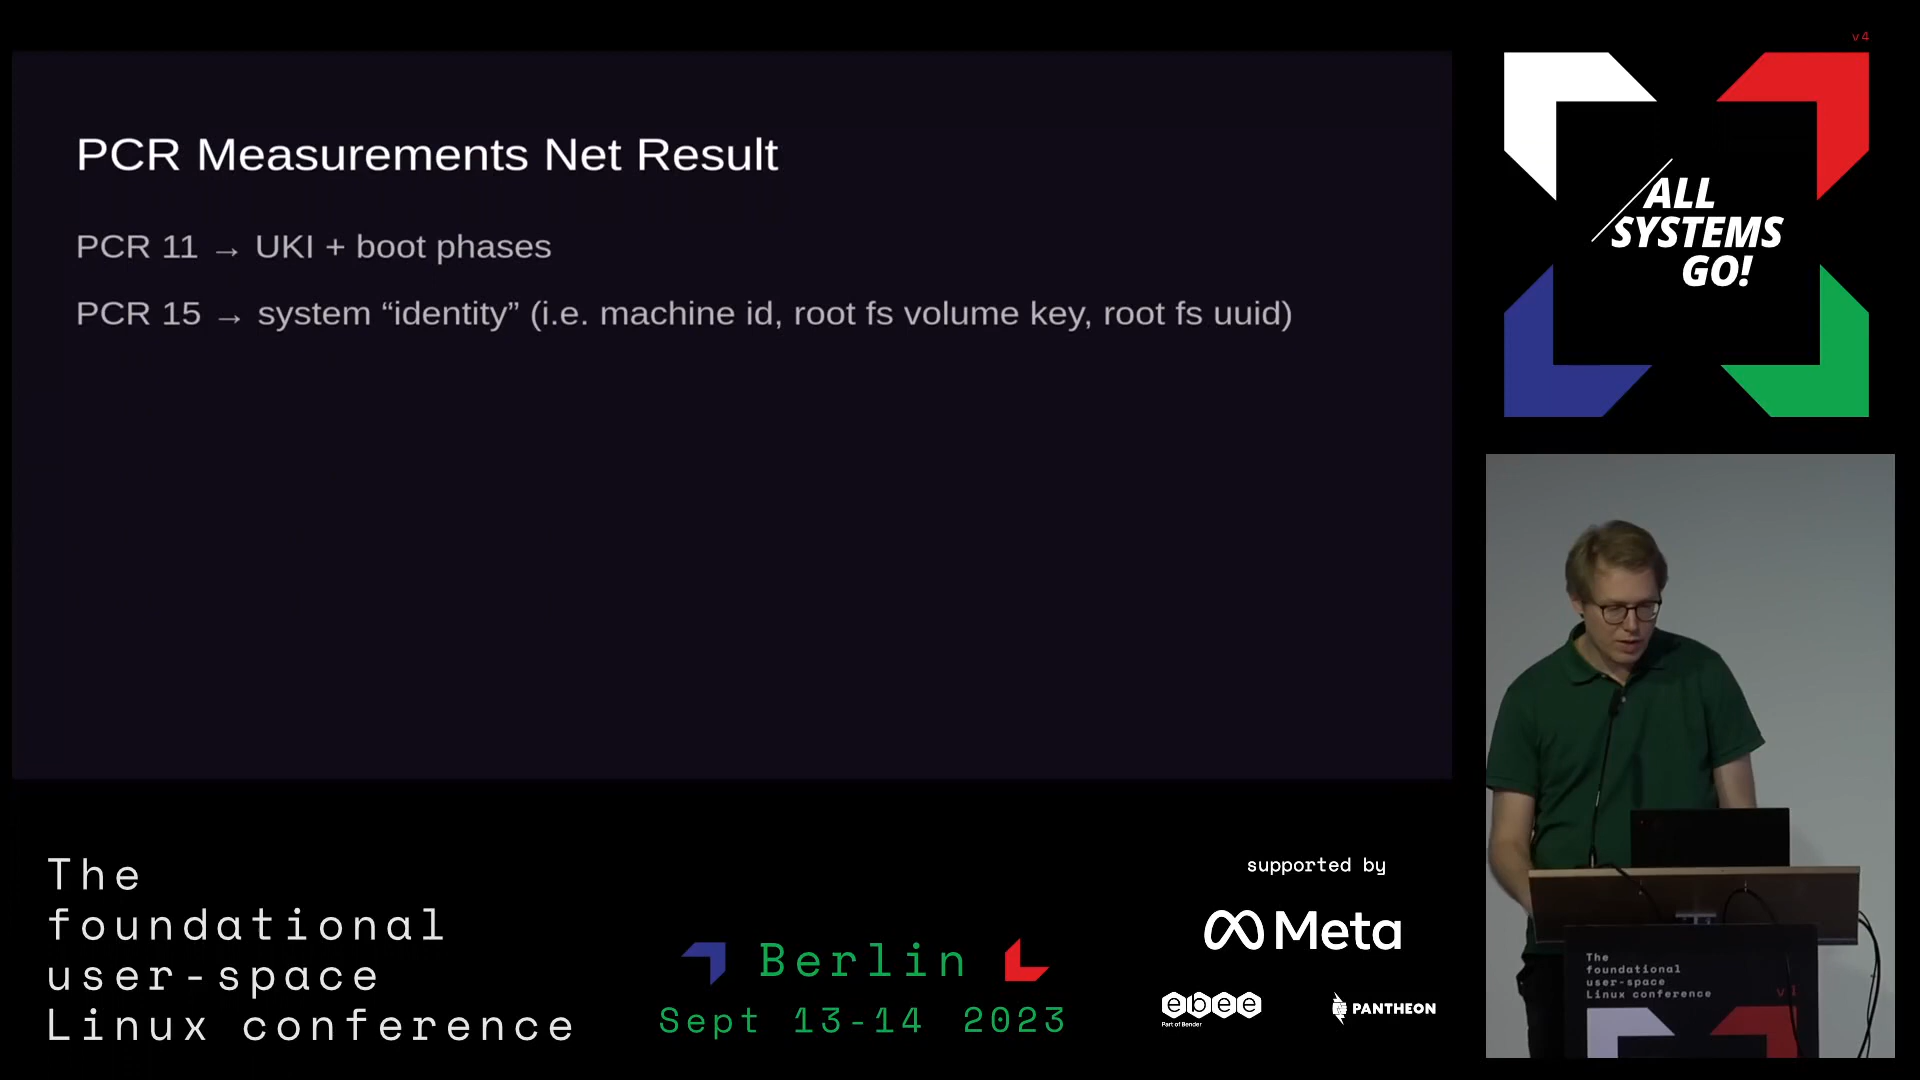 PCR Measurements Net Result
PCR 11 → UKI + boot phases
PCR 15 → system “identity” (i.e. machine id, root fs volume key, root fs uuid)
v4
ALL
SYSTEMS
GO!
The
foundational
user-space
Linux conference
Berlin
Sept 13-14 2023
supported by
Meta
ebee
Part of Bender
PANTHEON
The
foundational
user-space
Linux conference